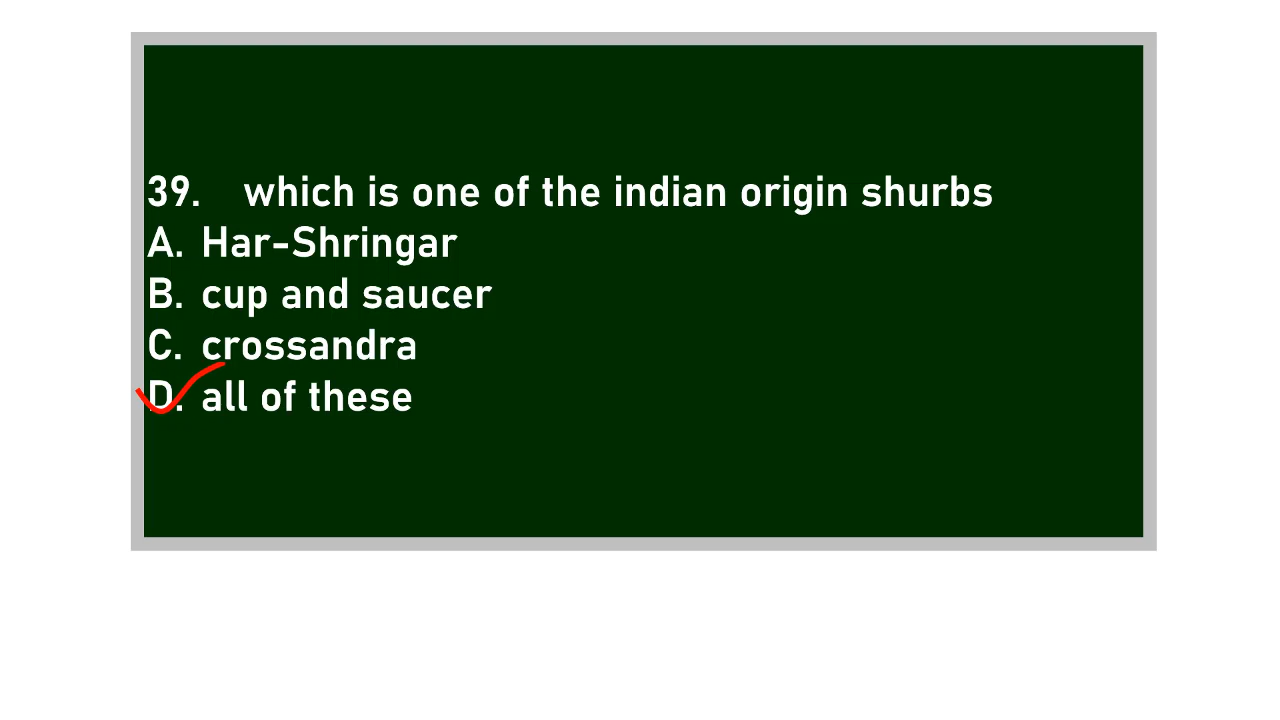 39. which is one of the indian origin shurbs
A. Har-Shringar
B. cup and saucer
C. crossandra
D. all of these